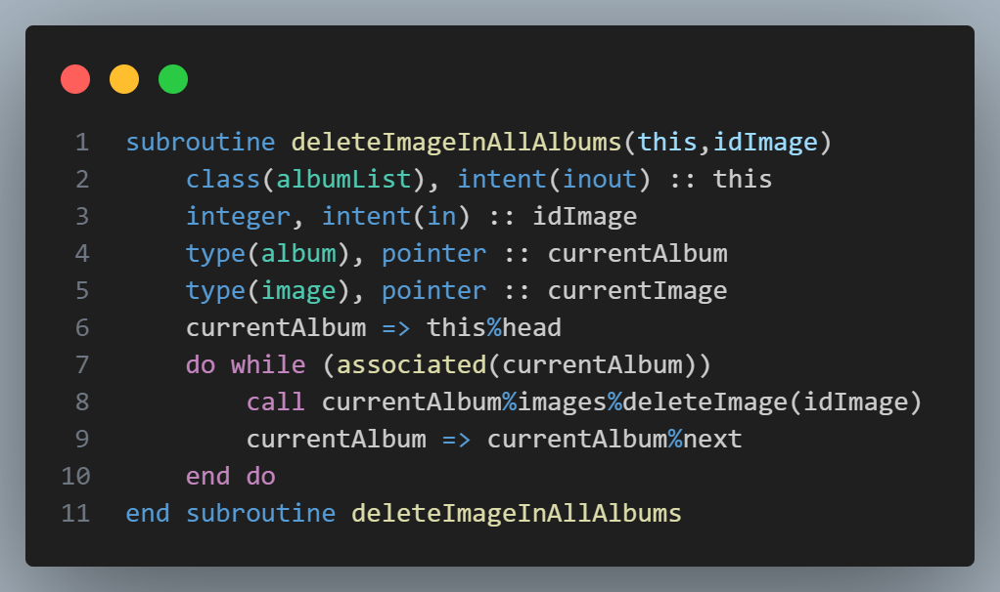 1 subroutine deleteImageInAllAlbums(this,idImage)
2     class(albumList), intent(inout) :: this
3     integer, intent(in) :: idImage
4     type(album), pointer :: currentAlbum
5     type(image), pointer :: currentImage
6     currentAlbum => this%head
7     do while (associated(currentAlbum))
8         call currentAlbum%images%deleteImage(idImage)
9         currentAlbum => currentAlbum%next
10     end do
11 end subroutine deleteImageInAllAlbums